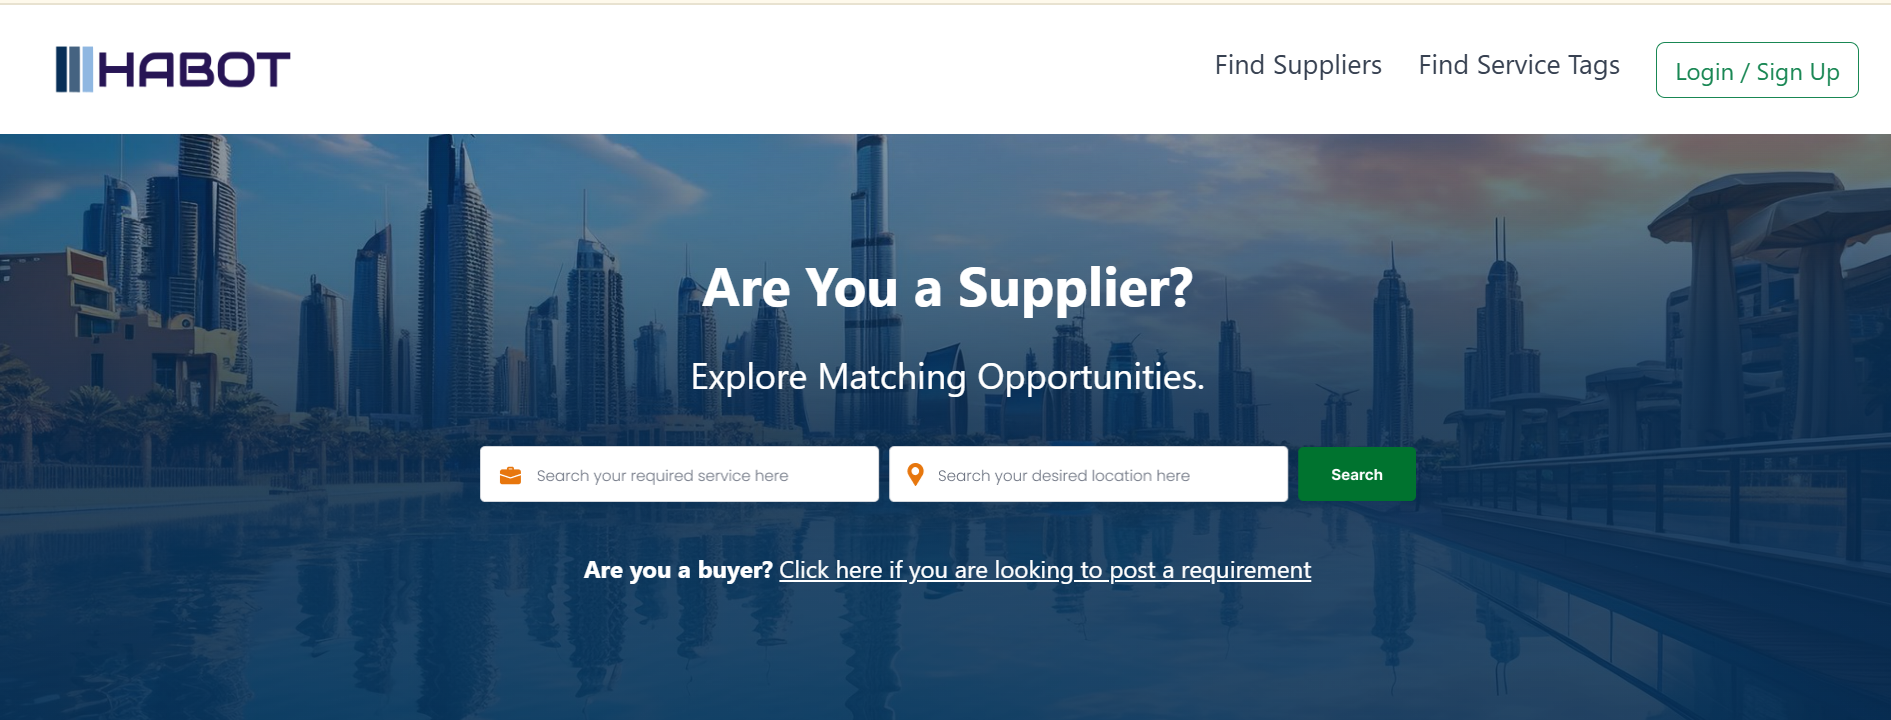 HABOT
Find Suppliers
Find Service Tags
Login / Sign Up
Are You a Supplier?
Explore Matching Opportunities.
Search your required service here
Search your desired location here
Search
Are you a buyer? Click here if you are looking to post a requirement